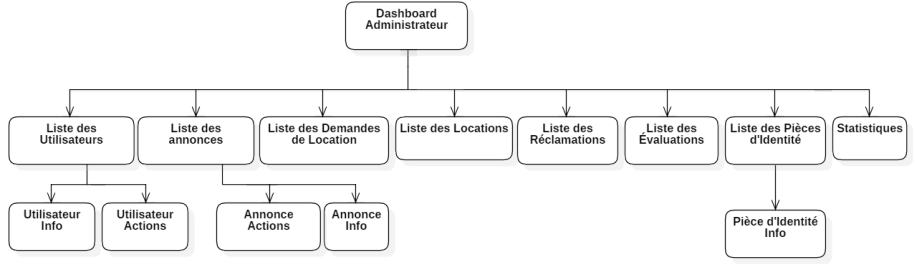 Dashboard
Administrateur
Liste des
Utilisateurs
Liste des
annonces
Liste des Demandes
de Location
Liste des Locations
Liste des
Réclamations
Liste des
Évaluations
Liste des Pièces
d'Identité
Statistiques
Utilisateur
Info
Utilisateur
Actions
Annonce
Actions
Annonce
Info
Pièce d'Identité
Info